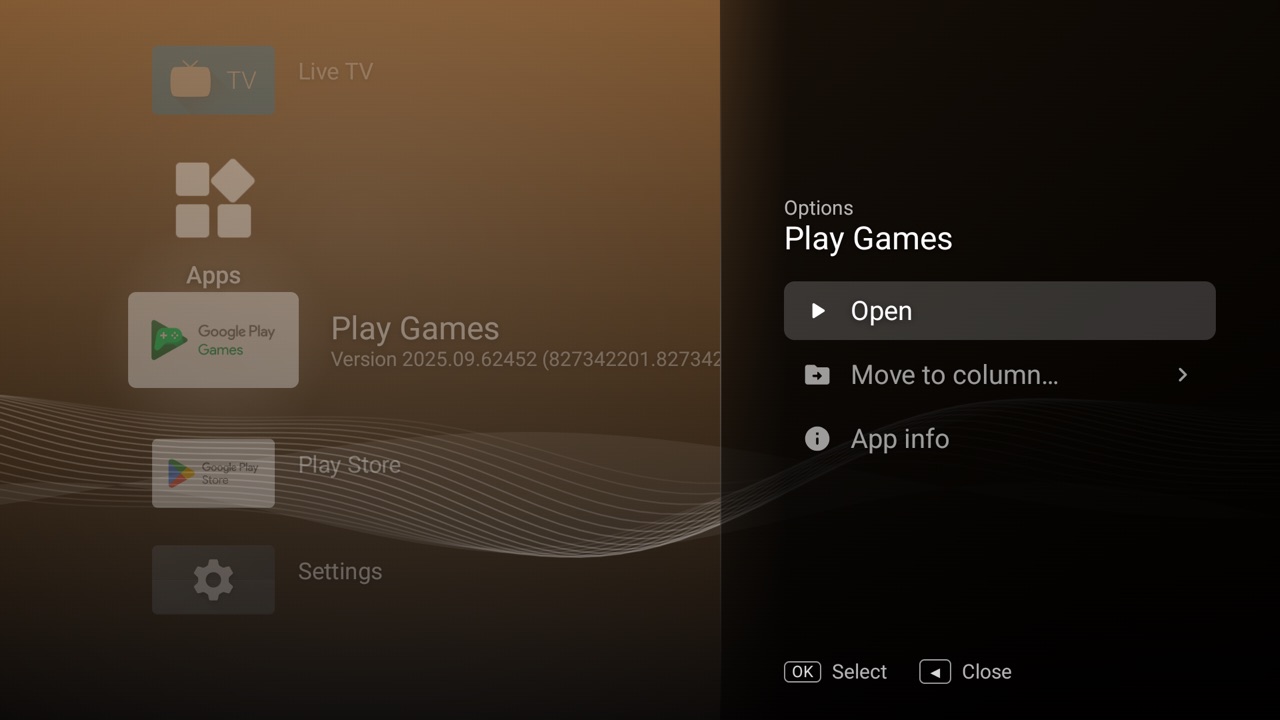 TV
Live TV
Apps
Google Play
Games
Play Games
Version 2025.09.62452 (827342201.827342
Google Play
Store
Play Store
Settings
Options
Play Games
Open
Move to column...
App info
OK Select
Close